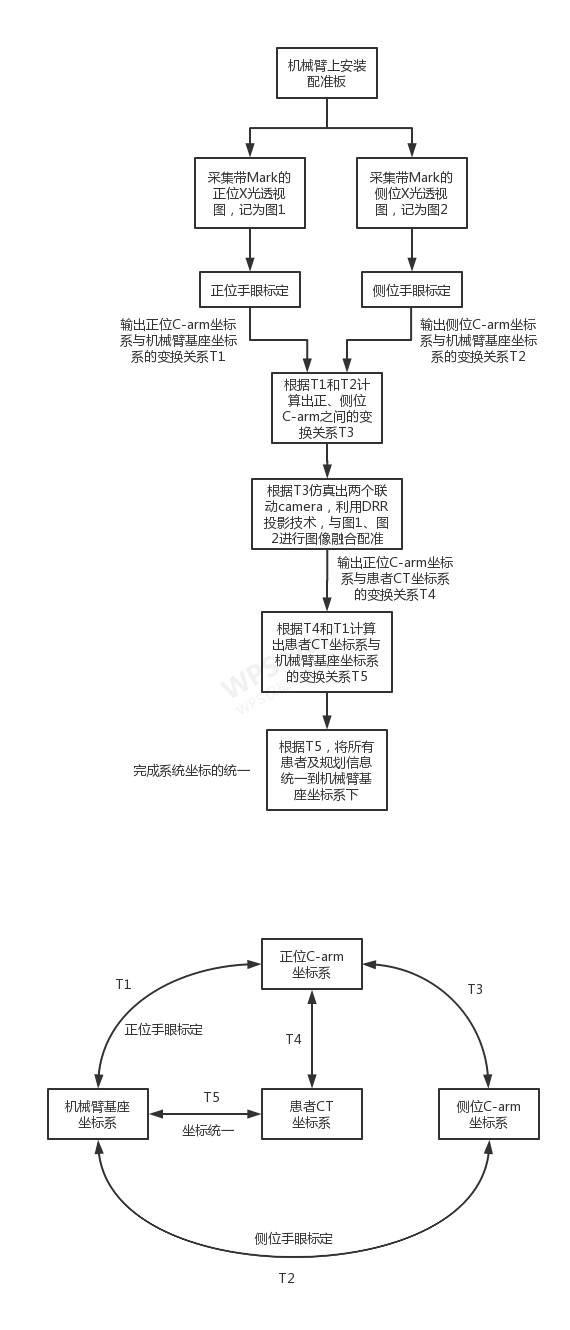 机械臂上安装
配准板
采集带Mark的
正位X光透视
图，记为图1
采集带Mark的
侧位X光透视
图，记为图2
正位手眼标定
侧位手眼标定
输出正位C-arm坐标
系与机械臂基座坐标
系的变换关系T1
输出侧位C-arm坐标
系与机械臂基座坐标
系的变换关系T2
根据T1和T2计
算出正、侧位
C-arm之间的变
换关系T3
根据T3仿真出两个联
动camera，利用DRR
投影技术，与图1、图
2进行图像融合配准
输出正位C-arm坐标
系与患者CT坐标系
的变换关系T4
根据T4和T1计算
出患者CT坐标系与
机械臂基座坐标系
的变换关系T5
根据T5，将所有
患者及规划信息
统一到机械臂基
座坐标系下
完成系统坐标的统一
正位C-arm
坐标系
T1
T3
正位手眼标定
T4
机械臂基座
坐标系
T5
坐标统一
患者CT
坐标系
侧位C-arm
坐标系
侧位手眼标定
T2